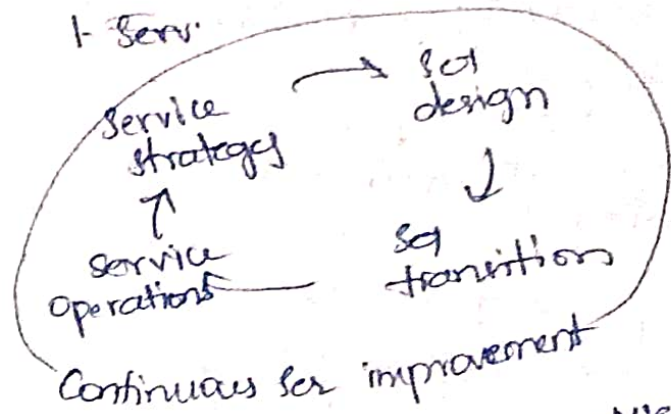 1- Serv.
Service
strategy
Ser
design
Ser
transition
Service
Operations
Continuous Ser improvement